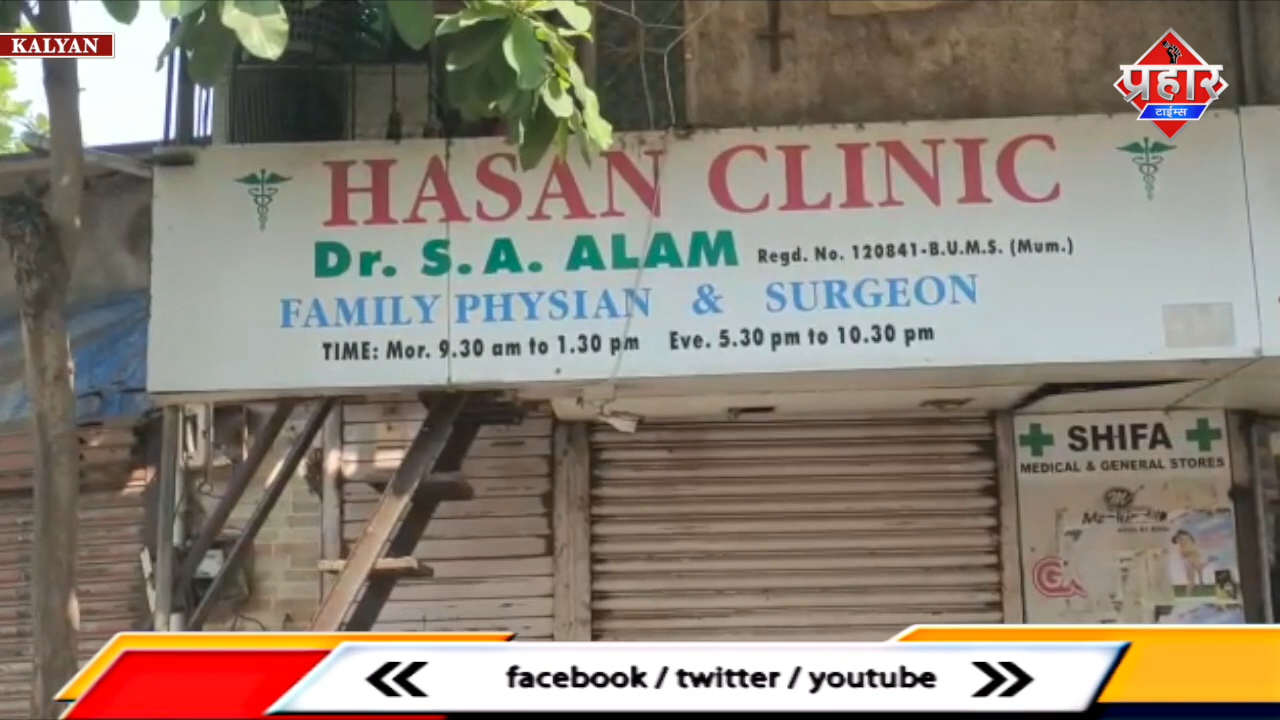 KALYAN
प्रहार
टाईम्स
HASAN CLINIC
Dr. S. A. ALAM Regd. No. 120841-B.U.M.S. (Mum.)
FAMILY PHYSIAN & SURGEON
TIME: Mor. 9.30 am to 1.30 pm Eve. 5.30 pm to 10.30 pm
SHIFA
MEDICAL & GENERAL STORES
facebook / twitter / youtube